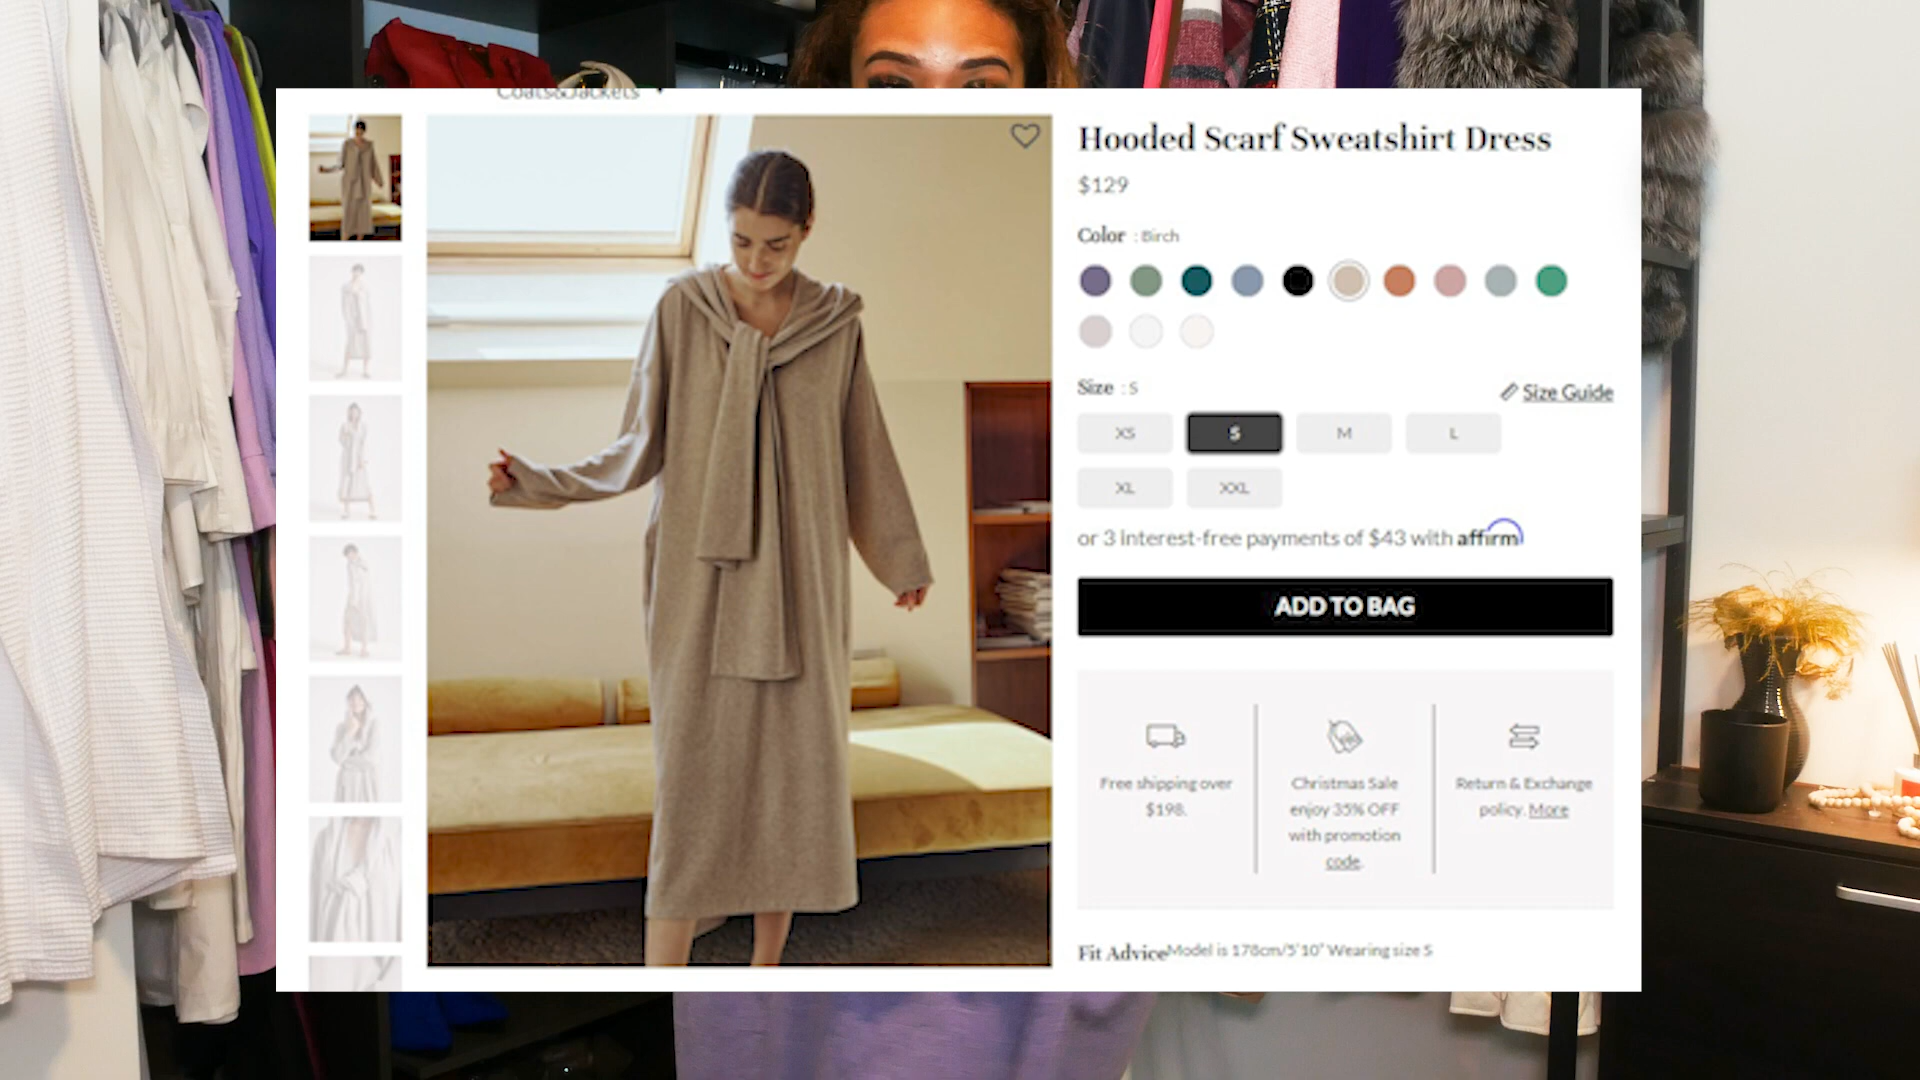 Coats&Jackets
Hooded Scarf Sweatshirt Dress
$129
Color : Birch
Size : S
Size Guide
XS
S
M
L
XL
XXL
or 3 interest-free payments of $43 with affirm
ADD TO BAG
Free shipping over
$198.
Christmas Sale
enjoy 35% OFF
with promotion
code.
Return & Exchange
policy. More
Fit Advice Model is 178cm/5'10" Wearing size S